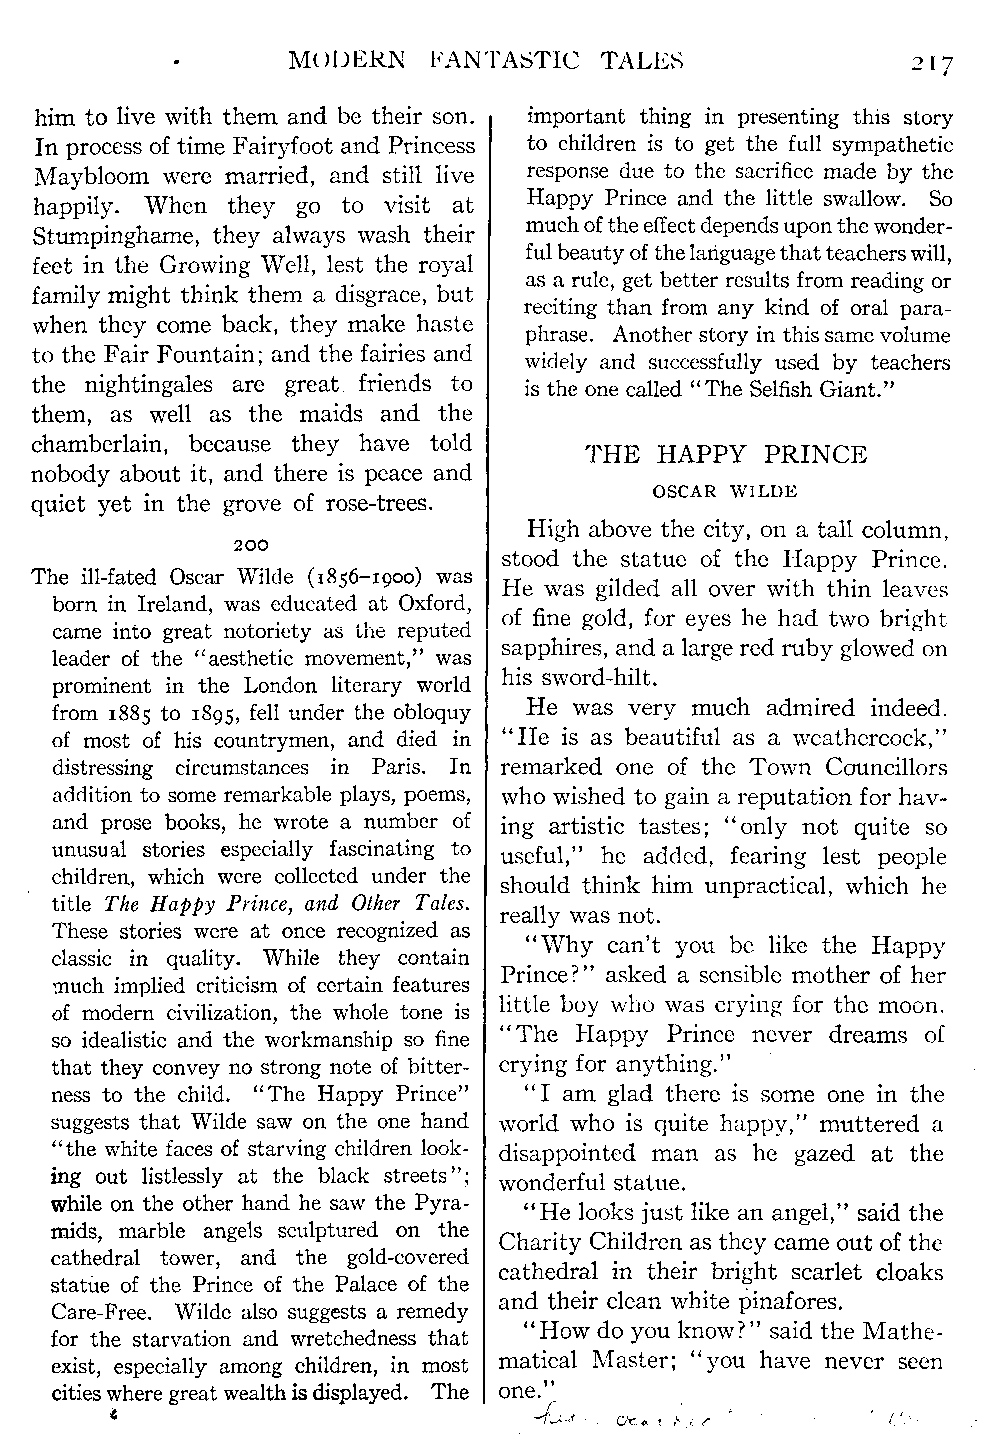 MODERN FANTASTIC TALES 217
him to live with them and be their son.
In process of time Fairyfoot and Princess
Maybloom were married, and still live
happily. When they go to visit at
Stumpinghame, they always wash their
feet in the Growing Well, lest the royal
family might think them a disgrace, but
when they come back, they make haste
to the Fair Fountain; and the fairies and
the nightingales are great friends to
them, as well as the maids and the
chamberlain, because they have told
nobody about it, and there is peace and
quiet yet in the grove of rose-trees.
200
The ill-fated Oscar Wilde (1856–1900) was
born in Ireland, was educated at Oxford,
came into great notoriety as the reputed
leader of the “aesthetic movement,” was
prominent in the London literary world
from 1885 to 1895, fell under the obloquy
of most of his countrymen, and died in
distressing circumstances in Paris. In
addition to some remarkable plays, poems,
and prose books, he wrote a number of
unusual stories especially fascinating to
children, which were collected under the
title The Happy Prince, and Other Tales.
These stories were at once recognized as
classic in quality. While they contain
much implied criticism of certain features
of modern civilization, the whole tone is
so idealistic and the workmanship so fine
that they convey no strong note of bitter-
ness to the child. “The Happy Prince”
suggests that Wilde saw on the one hand
“the white faces of starving children look-
ing out listlessly at the black streets”;
while on the other hand he saw the Pyra-
mids, marble angels sculptured on the
cathedral tower, and the gold-covered
statue of the Prince of the Palace of the
Care-Free. Wilde also suggests a remedy
for the starvation and wretchedness that
exist, especially among children, in most
cities where great wealth is displayed. The
important thing in presenting this story
to children is to get the full sympathetic
response due to the sacrifice made by the
Happy Prince and the little swallow. So
much of the effect depends upon the wonder-
ful beauty of the language that teachers will,
as a rule, get better results from reading or
reciting than from any kind of oral para-
phrase. Another story in this same volume
widely and successfully used by teachers
is the one called “The Selfish Giant.”
THE HAPPY PRINCE
OSCAR WILDE
High above the city, on a tall column,
stood the statue of the Happy Prince.
He was gilded all over with thin leaves
of fine gold, for eyes he had two bright
sapphires, and a large red ruby glowed on
his sword-hilt.
He was very much admired indeed.
“He is as beautiful as a weathercock,”
remarked one of the Town Councillors
who wished to gain a reputation for hav-
ing artistic tastes; “only not quite so
useful,” he added, fearing lest people
should think him unpractical, which he
really was not.
“Why can’t you be like the Happy
Prince?” asked a sensible mother of her
little boy who was crying for the moon.
“The Happy Prince never dreams of
crying for anything.”
“I am glad there is some one in the
world who is quite happy,” muttered a
disappointed man as he gazed at the
wonderful statue.
“He looks just like an angel,” said the
Charity Children as they came out of the
cathedral in their bright scarlet cloaks
and their clean white pinafores.
“How do you know?” said the Mathe-
matical Master; “you have never seen
one.”